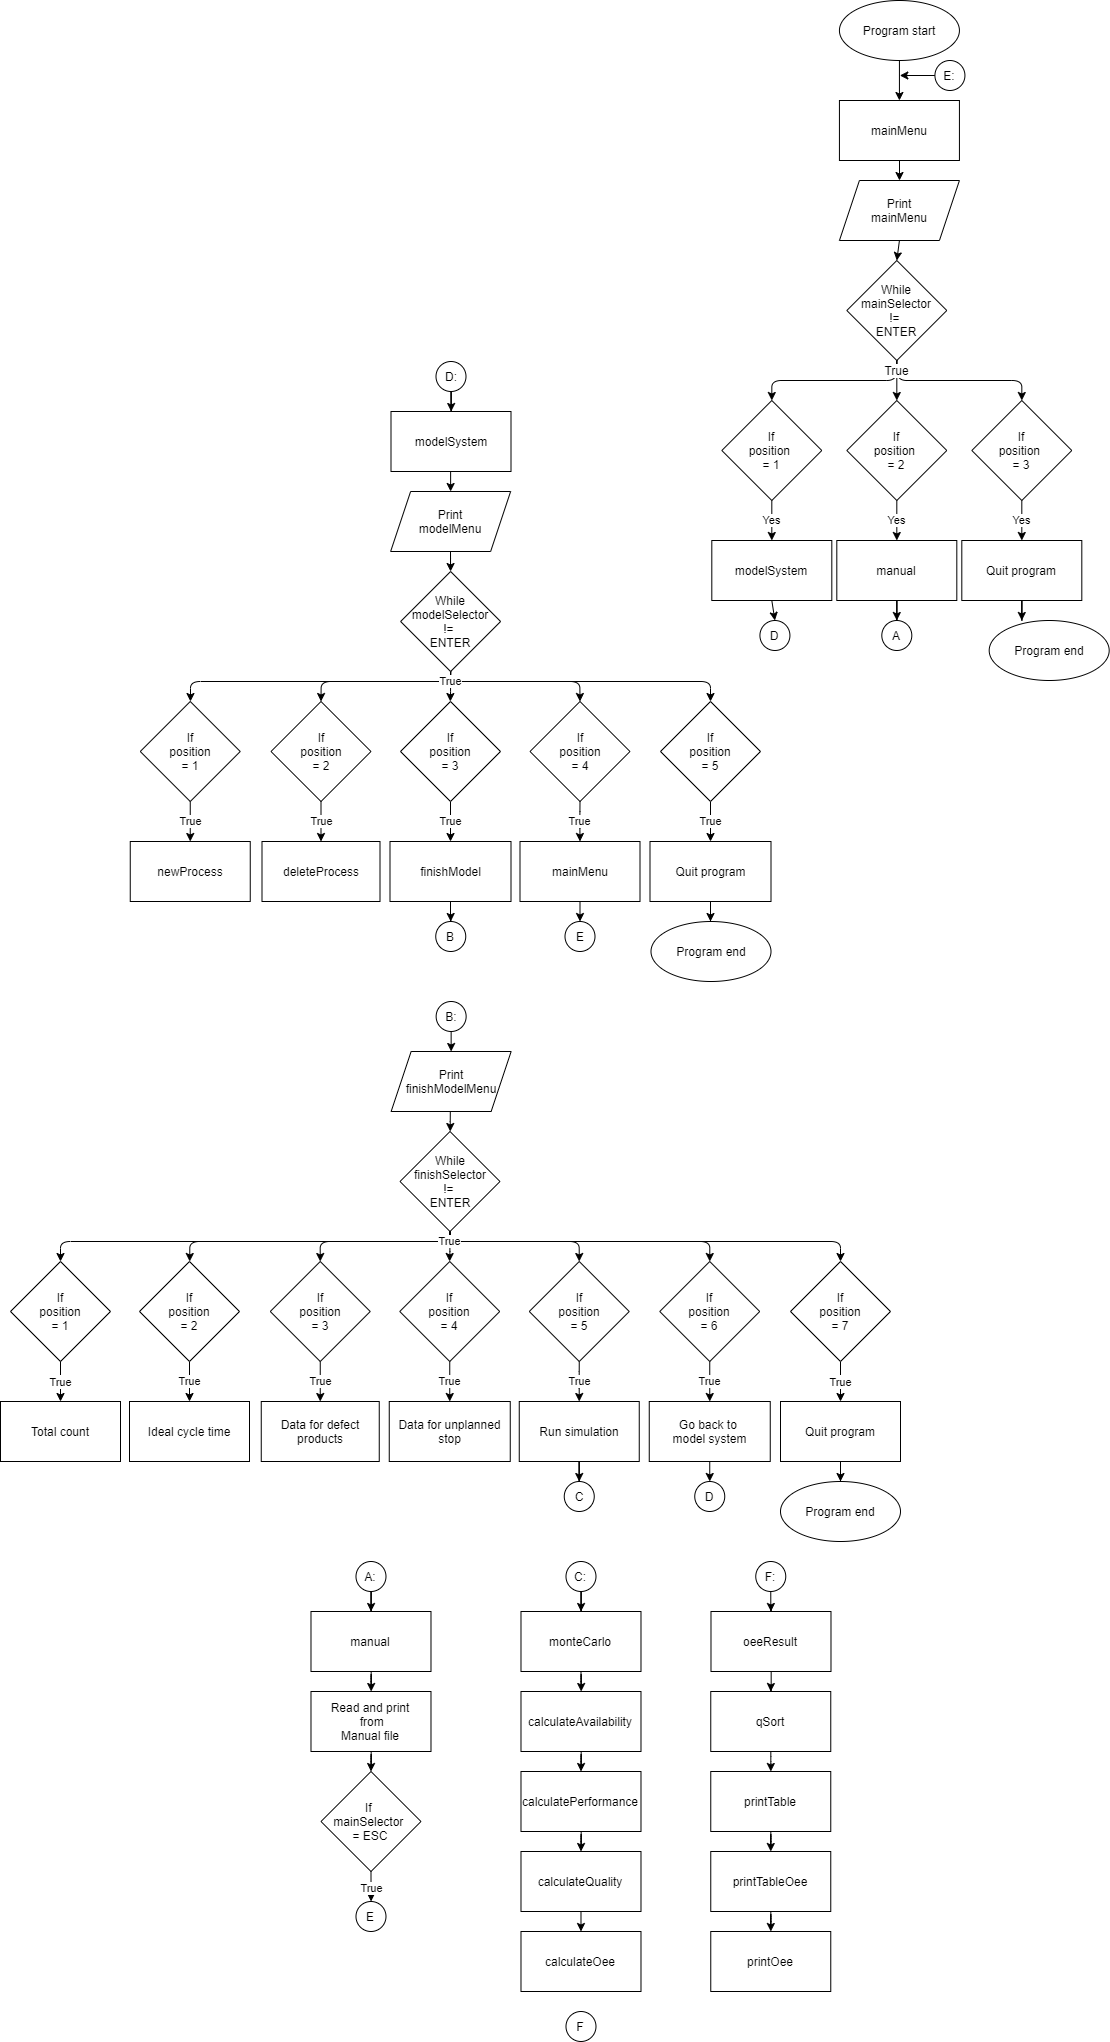 Program start
E:
mainMenu
Print
mainMenu
While
mainSelector
!=
ENTER
True
If
position
= 1
If
position
= 2
If
position
= 3
Yes
Yes
Yes
modelSystem
manual
Quit program
D
A
Program end
D:
modelSystem
Print
modelMenu
While
modelSelector
!=
ENTER
True
If
position
= 1
If
position
= 2
If
position
= 3
If
position
= 4
If
position
= 5
True
True
True
True
True
newProcess
deleteProcess
finishModel
mainMenu
Quit program
B
E
Program end
B:
Print
finishModelMenu
While
finishSelector
!=
ENTER
True
If
position
= 1
If
position
= 2
If
position
= 3
If
position
= 4
If
position
= 5
If
position
= 6
If
position
= 7
True
True
True
True
True
True
True
Total count
Ideal cycle time
Data for defect
products
Data for unplanned
stop
Run simulation
Go back to
model system
Quit program
C
D
Program end
A:
manual
Read and print
from
Manual file
If
mainSelector
= ESC
True
E
C:
monteCarlo
calculateAvailability
calculatePerformance
calculateQuality
calculateOee
F
F:
oeeResult
qSort
printTable
printTableOee
printOee